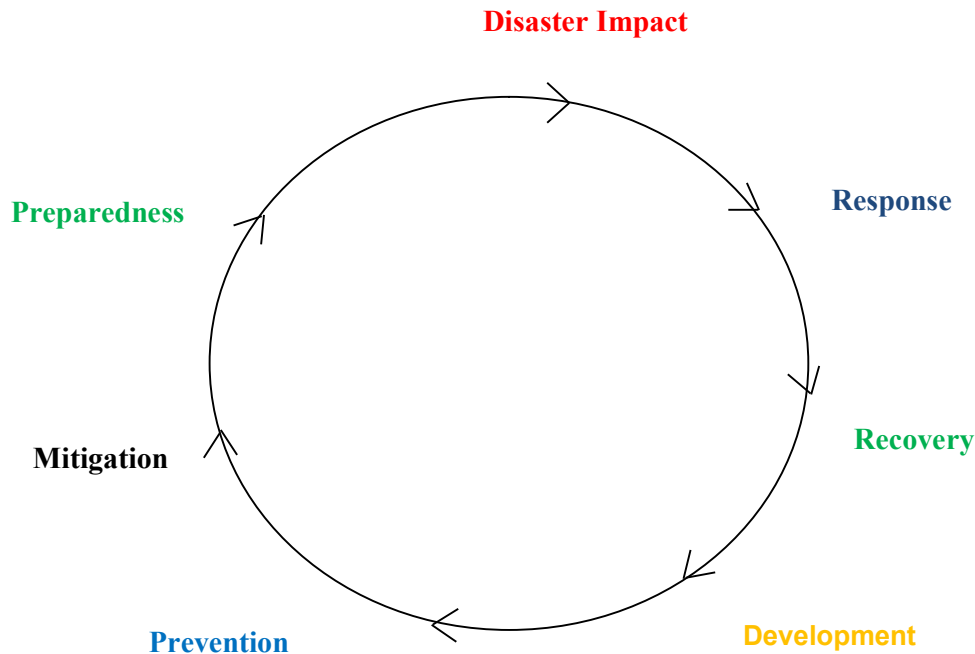 Disaster Impact
Response
Recovery
Development
Prevention
Mitigation
Preparedness